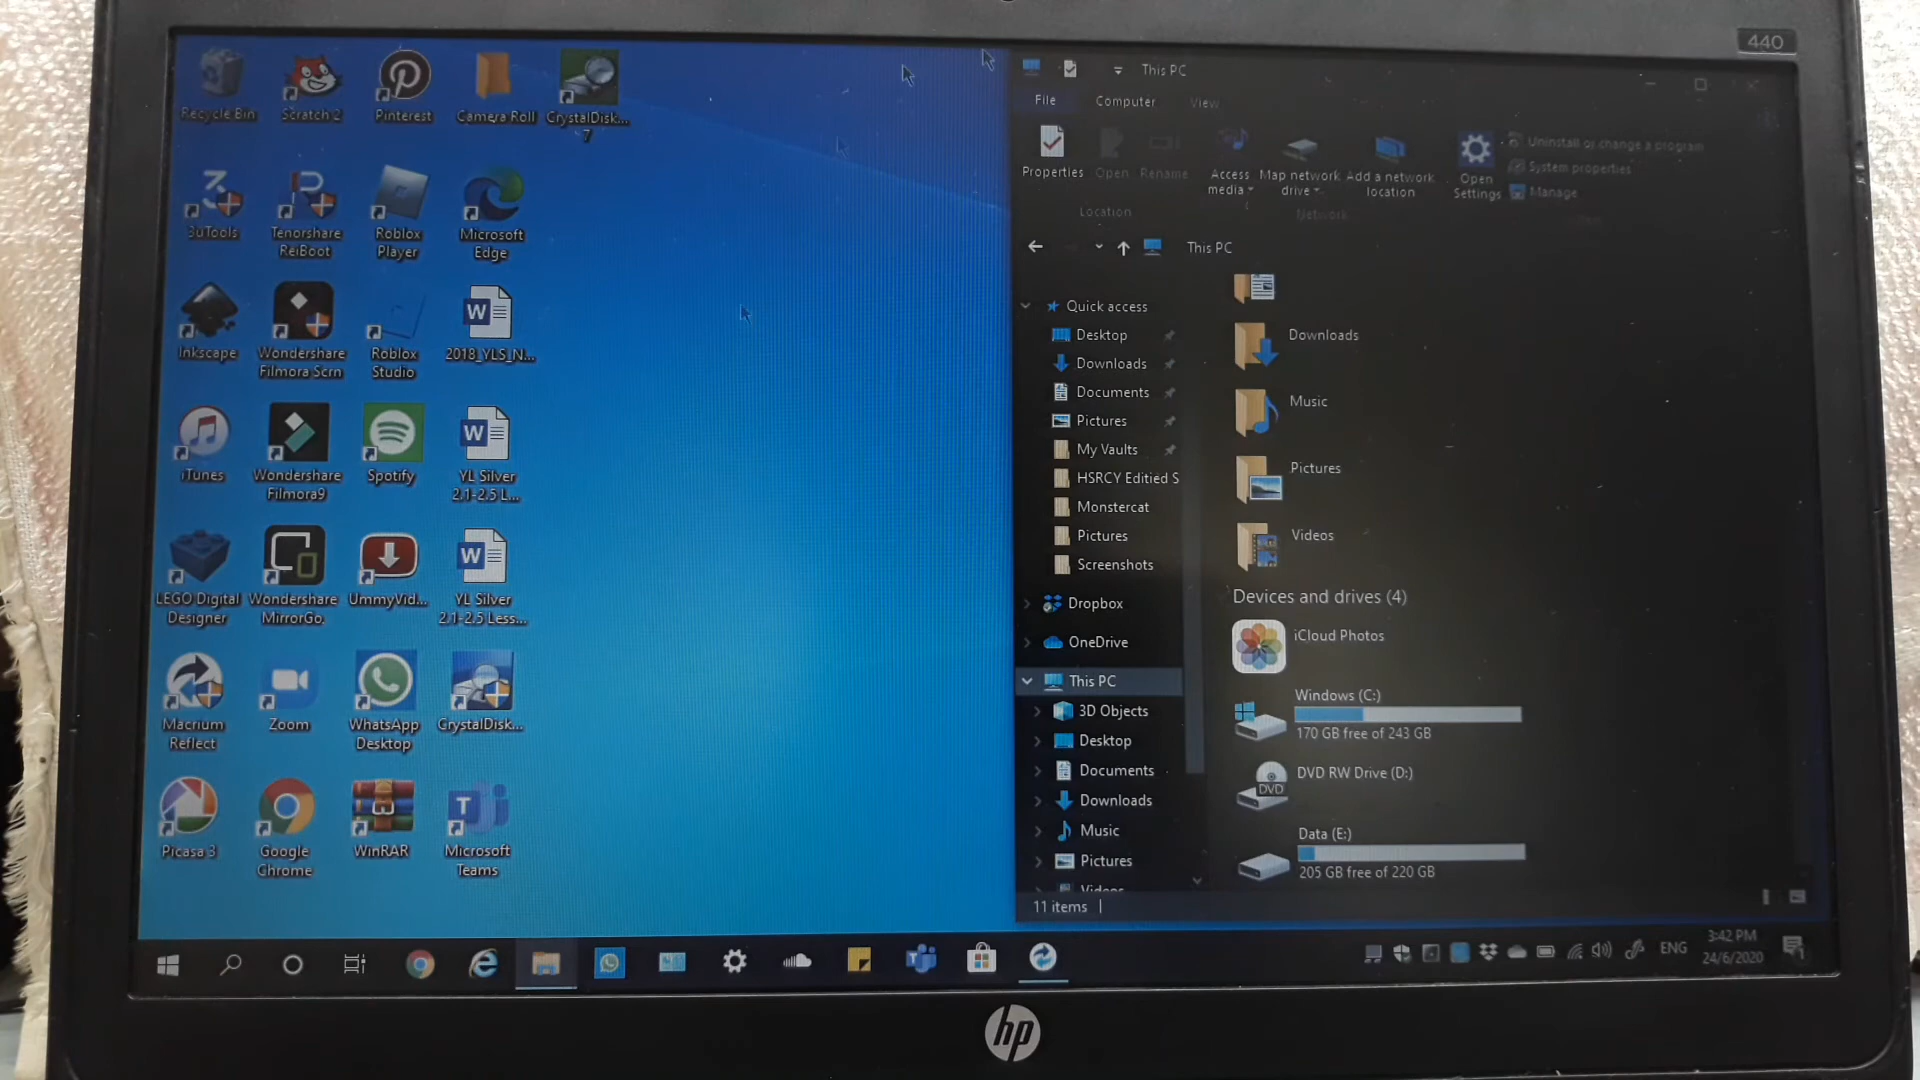 440
Recycle Bin
Scratch 2
Pinterest
Camera Roll
CrystalDisk...
7
3uTools
Tenorshare
ReiBoot
Roblox
Player
Microsoft
Edge
Inkscape
Wondershare
Filmora Scrn
Roblox
Studio
2018_YLS_N...
iTunes
Wondershare
Filmora9
Spotify
YL Silver
2.1-2.5 L...
LEGO Digital
Designer
Wondershare
MirrorGo
UmmyVid...
YL Silver
2.1-2.5 Less...
Macrium
Reflect
Zoom
WhatsApp
Desktop
CrystalDisk...
Picasa 3
Google
Chrome
WinRAR
Microsoft
Teams
This PC
File
Computer
View
Properties
Open
Rename
Access
media
Map network
drive
Add a network
location
Open
Settings
Uninstall or change a program
System properties
Manage
Location
Network
This PC
Quick access
Desktop
Downloads
Documents
Pictures
My Vaults
HSRCY Editied S
Monstercat
Pictures
Screenshots
Dropbox
OneDrive
This PC
3D Objects
Desktop
Documents
Downloads
Music
Pictures
Videos
Downloads
Music
Pictures
Videos
Devices and drives (4)
iCloud Photos
Windows (C:)
170 GB free of 243 GB
DVD RW Drive (D:)
DVD
Data (E:)
205 GB free of 220 GB
11 items
ENG
3:42 PM
24/6/2020
hp